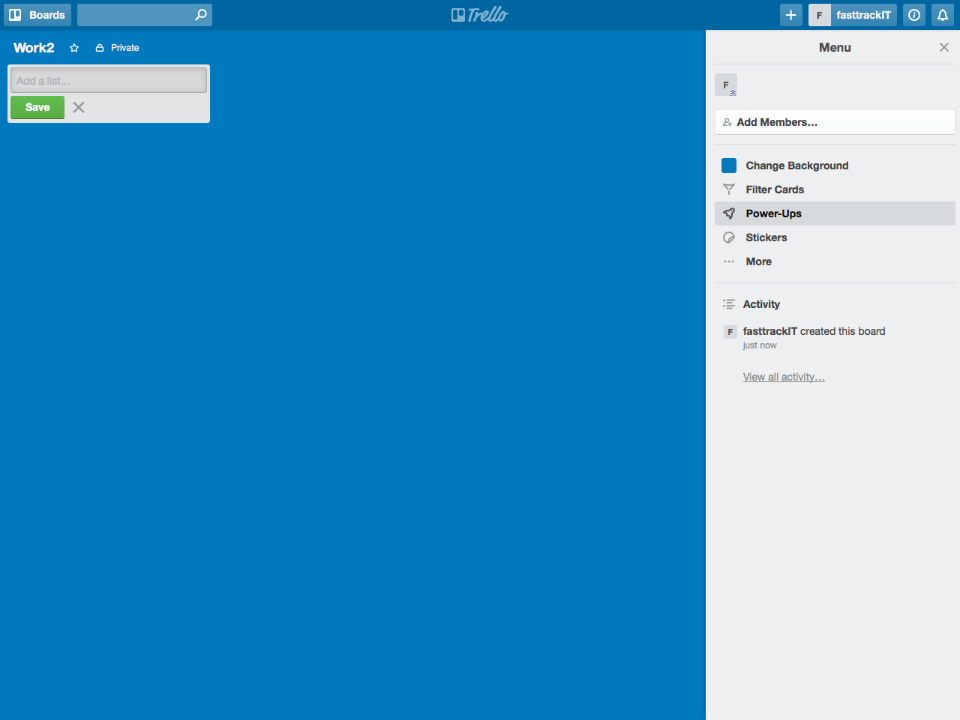 Boards
Trello
F fasttrackIT
Work2 Private
Add a list...
Save
Menu
F
Add Members...
Change Background
Filter Cards
Power-Ups
Stickers
More
Activity
F fasttrackIT created this board
just now
View all activity...